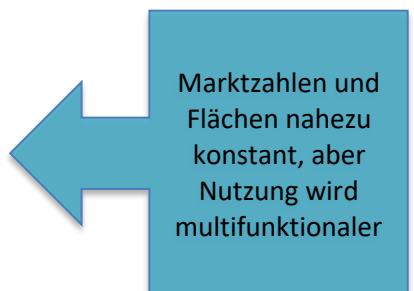 Marktzahlen und
Flächen nahezu
konstant, aber
Nutzung wird
multifunktionaler